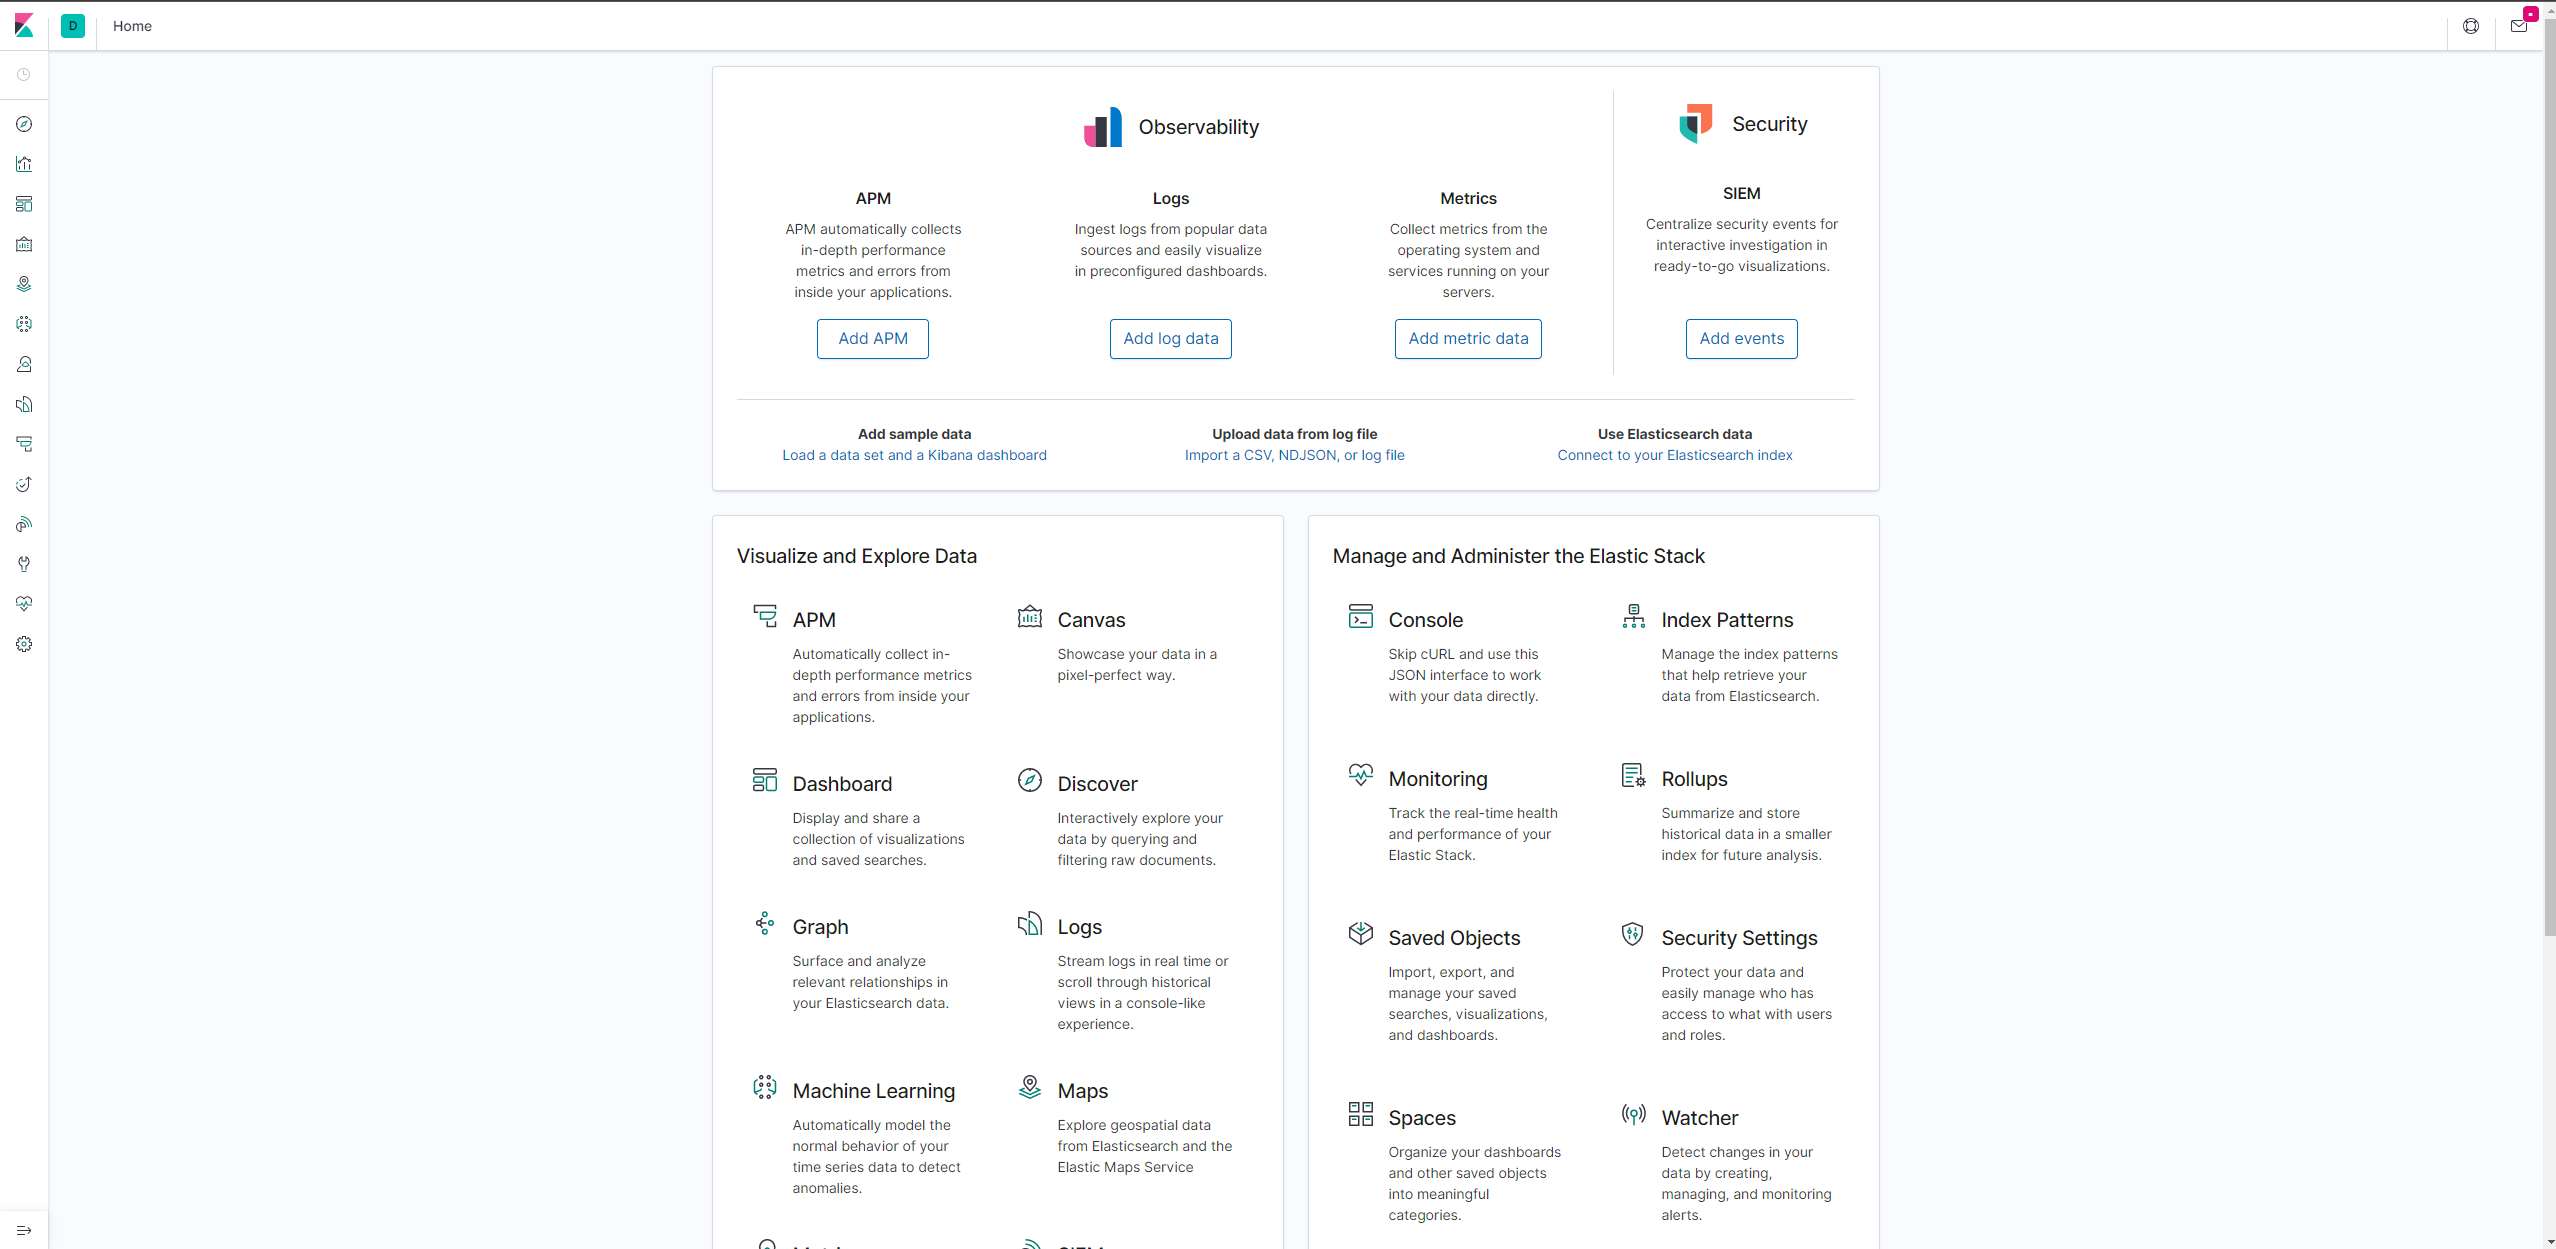 D
Home
Observability
Security
APM
APM automatically collects
in-depth performance
metrics and errors from
inside your applications.
Add APM
Logs
Ingest logs from popular data
sources and easily visualize
in preconfigured dashboards.
Add log data
Metrics
Collect metrics from the
operating system and
services running on your
servers.
Add metric data
SIEM
Centralize security events for
interactive investigation in
ready-to-go visualizations.
Add events
Add sample data
Load a data set and a Kibana dashboard
Upload data from log file
Import a CSV, NDJSON, or log file
Use Elasticsearch data
Connect to your Elasticsearch index
Visualize and Explore Data
APM
Automatically collect in-
depth performance metrics
and errors from inside your
applications.
Canvas
Showcase your data in a
pixel-perfect way.
Dashboard
Display and share a
collection of visualizations
and saved searches.
Discover
Interactively explore your
data by querying and
filtering raw documents.
Graph
Surface and analyze
relevant relationships in
your Elasticsearch data.
Logs
Stream logs in real time or
scroll through historical
views in a console-like
experience.
Machine Learning
Automatically model the
normal behavior of your
time series data to detect
anomalies.
Maps
Explore geospatial data
from Elasticsearch and the
Elastic Maps Service
Manage and Administer the Elastic Stack
Console
Skip cURL and use this
JSON interface to work
with your data directly.
Index Patterns
Manage the index patterns
that help retrieve your
data from Elasticsearch.
Monitoring
Track the real-time health
and performance of your
Elastic Stack.
Rollups
Summarize and store
historical data in a smaller
index for future analysis.
Saved Objects
Import, export, and
manage your saved
searches, visualizations,
and dashboards.
Security Settings
Protect your data and
easily manage who has
access to what with users
and roles.
Spaces
Organize your dashboards
and other saved objects
into meaningful
categories.
Watcher
Detect changes in your
data by creating,
managing, and monitoring
alerts.